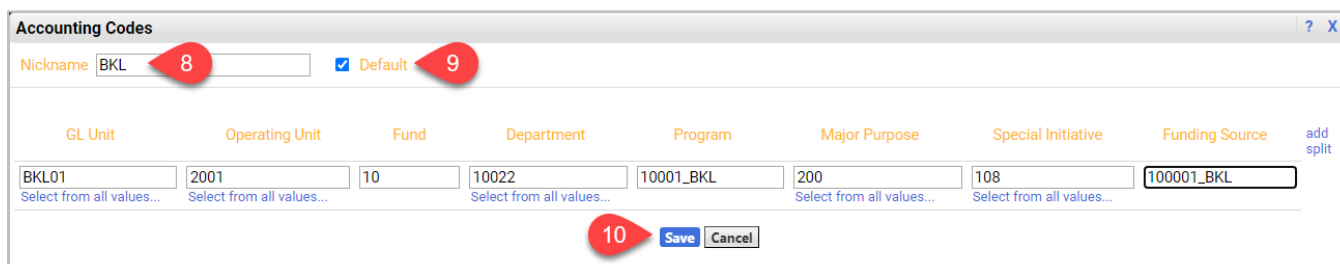 Accounting Codes ? X
Nickname BKL 8 Default 9
GL Unit Operating Unit Fund Department Program Major Purpose Special Initiative Funding Source add split
BKL01 2001 10 10022 10001_BKL 200 108 100001_BKL
Select from all values... Select from all values... Select from all values... Select from all values... Select from all values...
10 Save Cancel